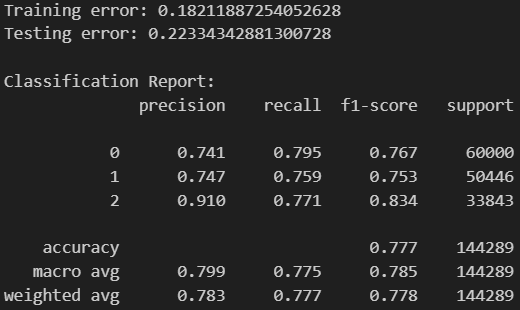 Training error: 0.18211887254052628
Testing error: 0.22334342881300728
Classification Report:
precision recall f1-score support
0 0.741 0.795 0.767 60000
1 0.747 0.759 0.753 50446
2 0.910 0.771 0.834 33843
accuracy 0.777 144289
macro avg 0.799 0.775 0.785 144289
weighted avg 0.783 0.777 0.778 144289